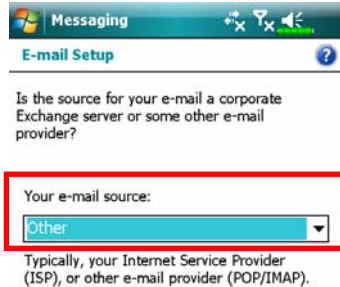 Messaging
E-mail Setup
Is the source for your e-mail a corporate
Exchange server or some other e-mail
provider?
Your e-mail source:
Other
Typically, your Internet Service Provider
(ISP), or other e-mail provider (POP/IMAP).